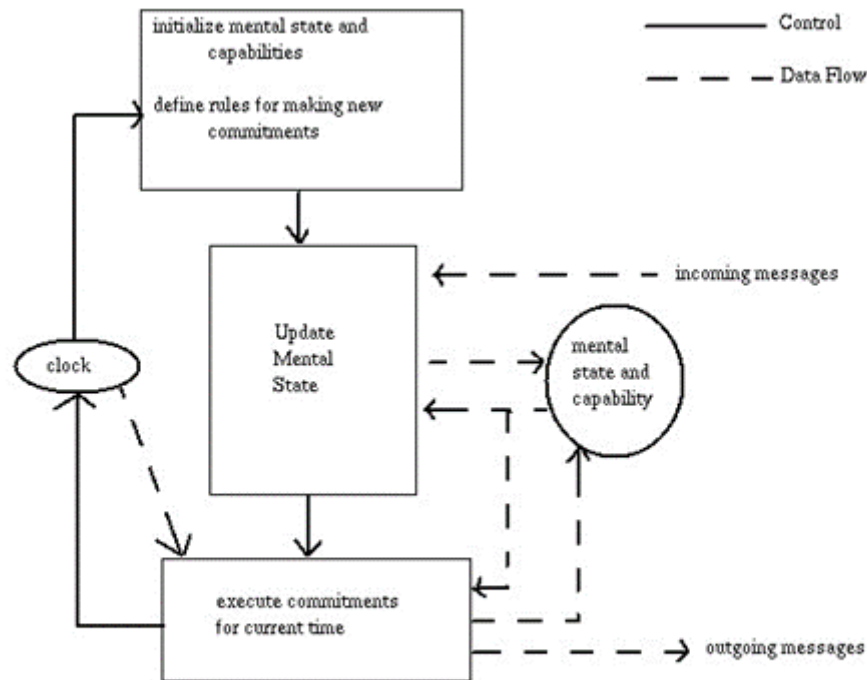 initialize mental state and
capabilities
define rules for making new
commitments
Control
Data Flow
incoming messages
Update
Mental
State
mental
state and
capability
clock
execute commitments
for current time
outgoing messages